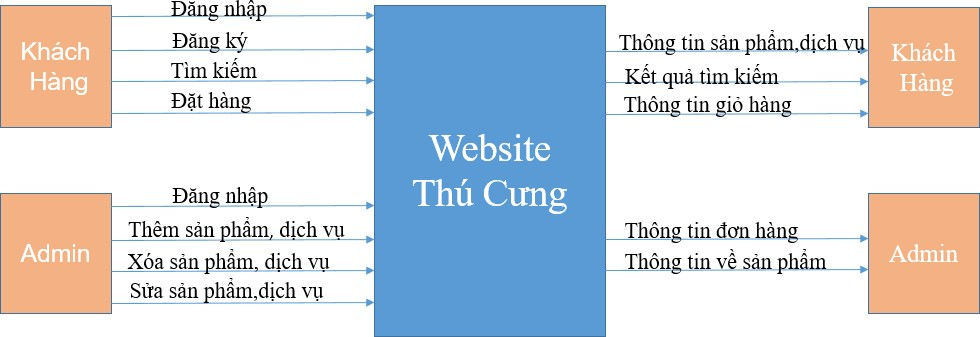 Khách
Hàng
Đăng nhập
Đăng ký
Tìm kiếm
Đặt hàng
Admin
Đăng nhập
Thêm sản phẩm, dịch vụ
Xóa sản phẩm, dịch vụ
Sửa sản phẩm,dịch vụ
Website
Thú Cưng
Thông tin sản phẩm,dịch vụ
Kết quả tìm kiếm
Thông tin giỏ hàng
Khách
Hàng
Thông tin đơn hàng
Thông tin về sản phẩm
Admin